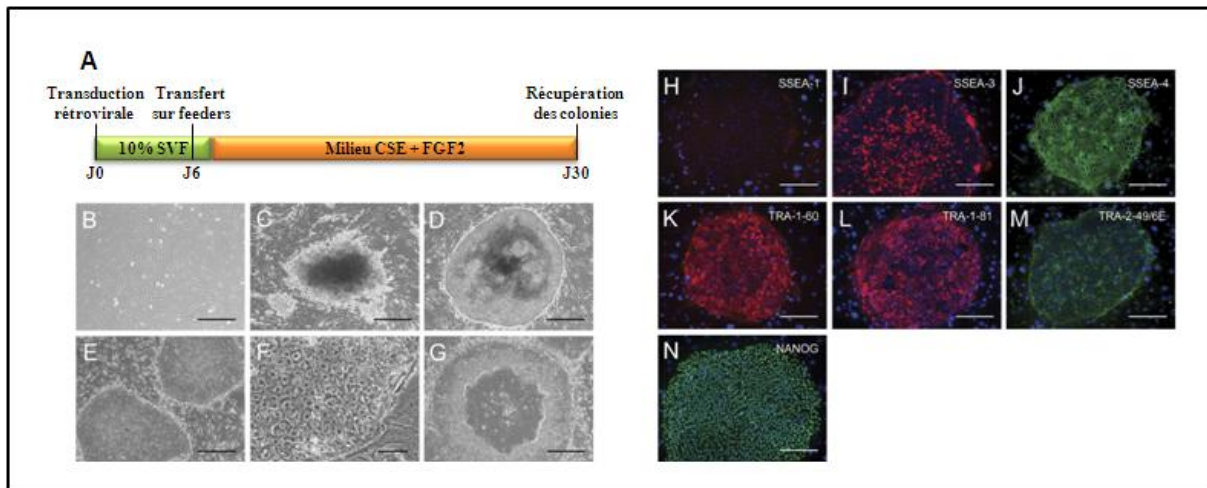 A
Transduction Transfert Récupération
rétrovirale sur feeders des colonies
10% SVF Milieu CSE + FGF2
J0 J6 J30
B C D
E F G
H SSEA-1 I SSEA-3 J SSEA-4
K TRA-1-60 L TRA-1-81 M TRA-2-49/6E
N NANOG